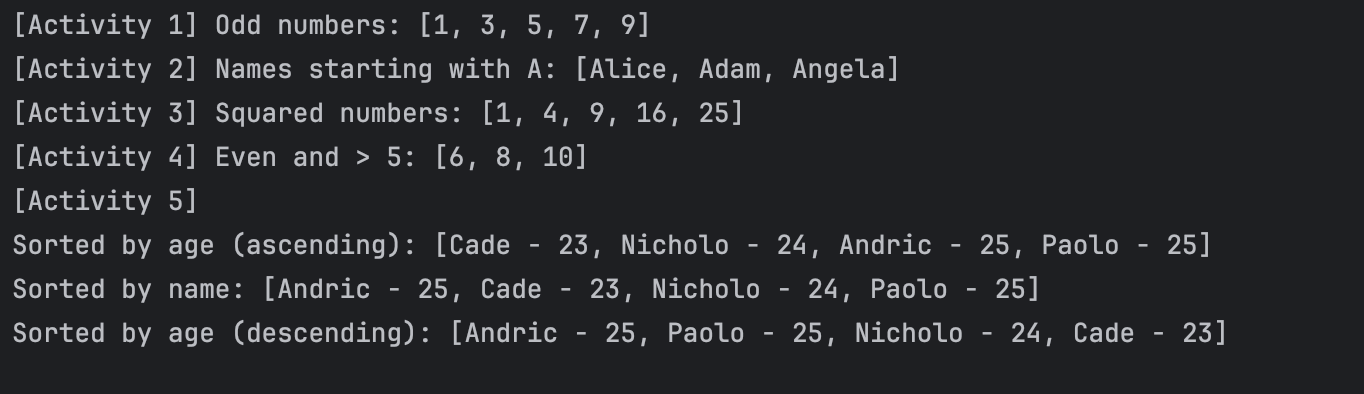 [Activity 1] Odd numbers: [1, 3, 5, 7, 9]
[Activity 2] Names starting with A: [Alice, Adam, Angela]
[Activity 3] Squared numbers: [1, 4, 9, 16, 25]
[Activity 4] Even and > 5: [6, 8, 10]
[Activity 5]
Sorted by age (ascending): [Cade - 23, Nicholo - 24, Andric - 25, Paolo - 25]
Sorted by name: [Andric - 25, Cade - 23, Nicholo - 24, Paolo - 25]
Sorted by age (descending): [Andric - 25, Paolo - 25, Nicholo - 24, Cade - 23]